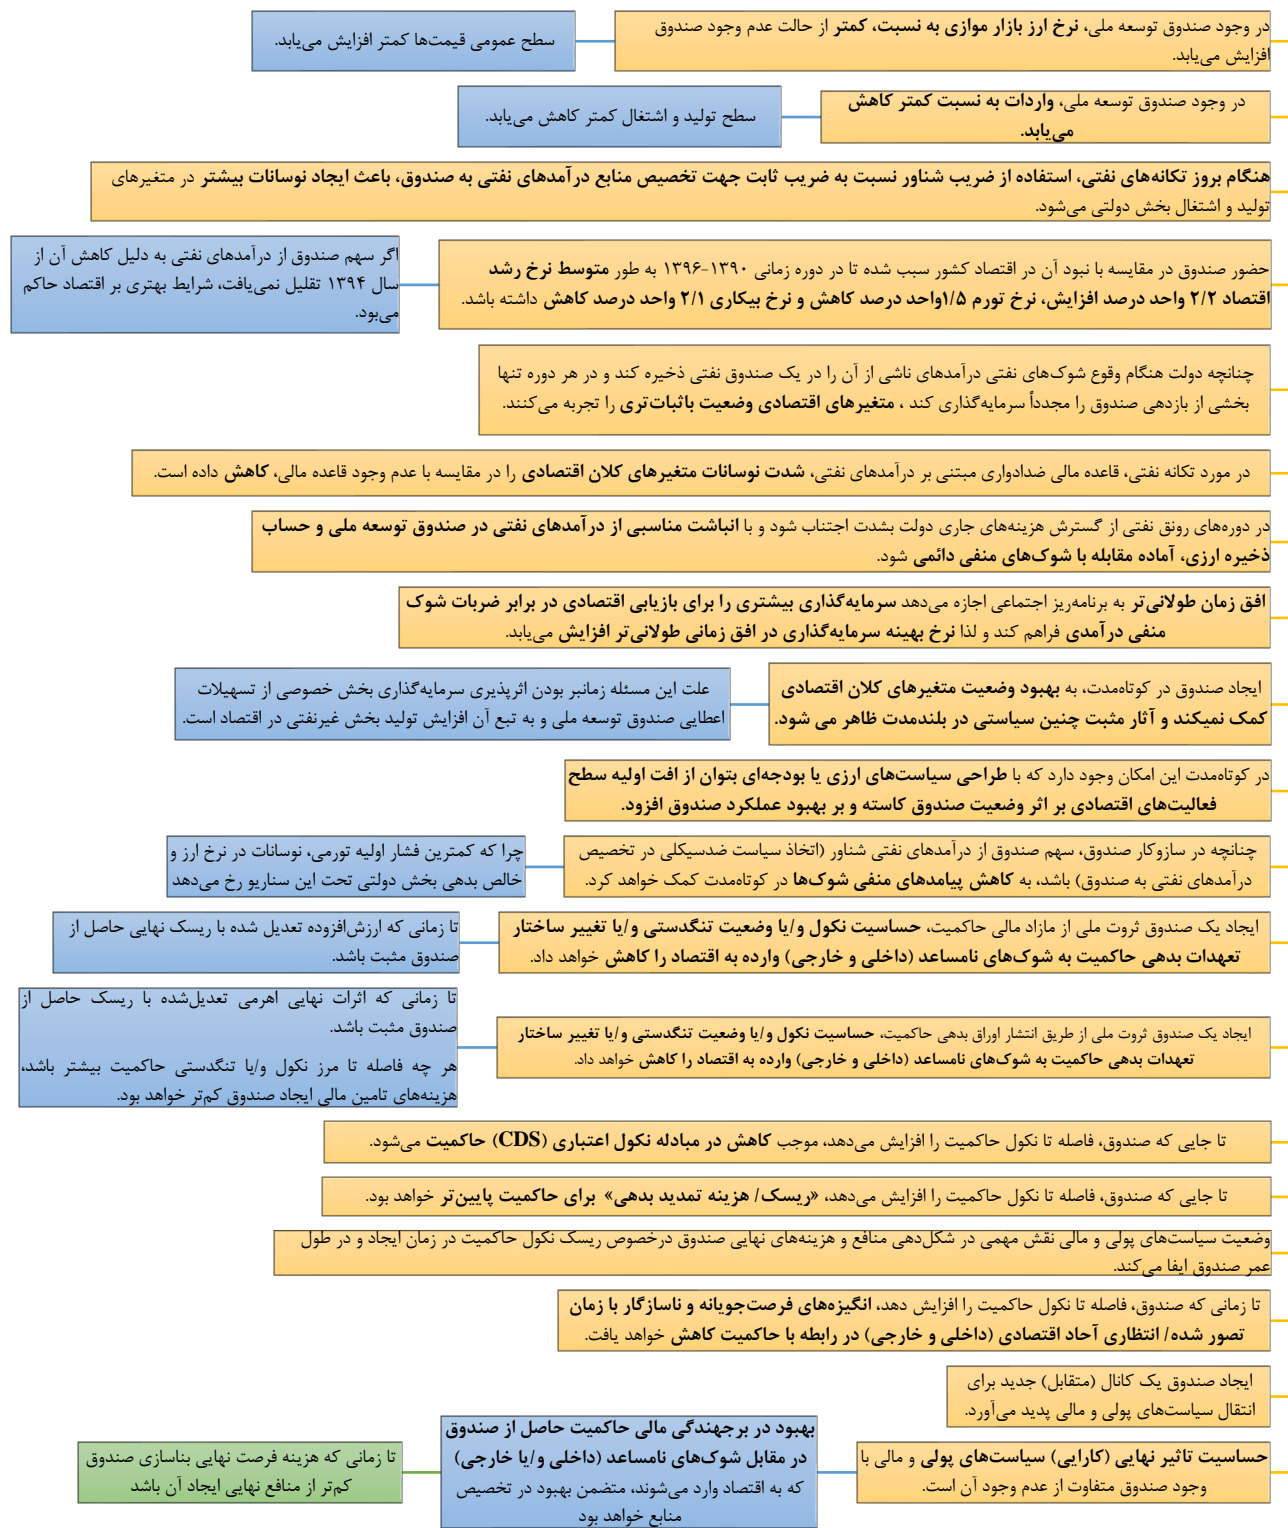 در وجود صندوق توسعه ملی، نرخ ارز بازار موازی به نسبت، کمتر از حالت عدم وجود صندوق
افزایش می‌یابد.
سطح عمومی قیمت‌ها کمتر افزایش می‌یابد.
در وجود صندوق توسعه ملی، واردات به نسبت کمتر کاهش
می‌یابد.
سطح تولید و اشتغال کمتر کاهش می‌یابد.
هنگام بروز تکانه‌های نفتی، استفاده از ضریب شناور نسبت به ضریب ثابت جهت تخصیص منابع درآمدهای نفتی به صندوق، باعث ایجاد نوسانات بیشتر در متغیرهای
تولید و اشتغال بخش دولتی می‌شود.
حضور صندوق در مقایسه با نبود آن در اقتصاد کشور سبب شده تا در دوره زمانی ۱۳۹۰-۱۳۹۶ به طور متوسط نرخ رشد
اقتصاد ۲/۲ واحد درصد افزایش، نرخ تورم ۱/۵واحد درصد کاهش و نرخ بیکاری ۲/۱ واحد درصد کاهش داشته باشد.
اگر سهم صندوق از درآمدهای نفتی به دلیل کاهش آن از
سال ۱۳۹۴ تقلیل نمی‌یافت، شرایط بهتری بر اقتصاد حاکم
می‌بود.
چنانچه دولت هنگام وقوع شوک‌های نفتی درآمدهای ناشی از آن را در یک صندوق نفتی ذخیره کند و در هر دوره تنها
بخشی از بازدهی صندوق را مجدداً سرمایه‌گذاری کند ، متغیرهای اقتصادی وضعیت باثبات‌تری را تجربه می‌کنند.
در مورد تکانه نفتی، قاعده مالی ضدادواری مبتنی بر درآمدهای نفتی، شدت نوسانات متغیرهای کلان اقتصادی را در مقایسه با عدم وجود قاعده مالی، کاهش داده است.
در دوره‌های رونق نفتی از گسترش هزینه‌های جاری دولت بشدت اجتناب شود و با انباشت مناسبی از درآمدهای نفتی در صندوق توسعه ملی و حساب
ذخیره ارزی، آماده مقابله با شوک‌های منفی دائمی شود.
افق زمان طولانی‌تر به برنامه‌ریز اجتماعی اجازه می‌دهد سرمایه‌گذاری بیشتری را برای بازیابی اقتصادی در برابر ضربات شوک
منفی درآمدی فراهم کند و لذا نرخ بهینه سرمایه‌گذاری در افق زمانی طولانی‌تر افزایش می‌یابد.
ایجاد صندوق در کوتاه‌مدت، به بهبود وضعیت متغیرهای کلان اقتصادی
کمک نمیکند و آثار مثبت چنین سیاستی در بلندمدت ظاهر می شود.
علت این مسئله زمانبر بودن اثرپذیری سرمایه‌گذاری بخش خصوصی از تسهیلات
اعطایی صندوق توسعه ملی و به تبع آن افزایش تولید بخش غیرنفتی در اقتصاد است.
در کوتاه‌مدت این امکان وجود دارد که با طراحی سیاست‌های ارزی یا بودجه‌ای بتوان از افت اولیه سطح
فعالیت‌های اقتصادی بر اثر وضعیت صندوق کاسته و بر بهبود عملکرد صندوق افزود.
چنانچه در سازوکار صندوق، سهم صندوق از درآمدهای نفتی شناور (اتخاذ سیاست ضدسیکلی در تخصیص
درآمدهای نفتی به صندوق) باشد، به کاهش پیامدهای منفی شوک‌ها در کوتاه‌مدت کمک خواهد کرد.
چرا که کمترین فشار اولیه تورمی، نوسانات در نرخ ارز و
خالص بدهی بخش دولتی تحت این سناریو رخ می‌دهد
ایجاد یک صندوق ثروت ملی از مازاد مالی حاکمیت، حساسیت نکول و/یا وضعیت تنگدستی و/یا تغییر ساختار
تعهدات بدهی حاکمیت به شوک‌های نامساعد (داخلی و خارجی) وارده به اقتصاد را کاهش خواهد داد.
تا زمانی که ارزش‌افزوده تعدیل شده با ریسک نهایی حاصل از
صندوق مثبت باشد.
ایجاد یک صندوق ثروت ملی از طریق انتشار اوراق بدهی حاکمیت، حساسیت نکول و/یا وضعیت تنگدستی و/یا تغییر ساختار
تعهدات بدهی حاکمیت به شوک‌های نامساعد (داخلی و خارجی) وارده به اقتصاد را کاهش خواهد داد.
تا زمانی که اثرات نهایی اهرمی تعدیل‌شده با ریسک حاصل از
صندوق مثبت باشد.
هر چه فاصله تا مرز نکول و/یا تنگدستی حاکمیت بیشتر باشد،
هزینه‌های تامین مالی ایجاد صندوق کم‌تر خواهد بود.
تا جایی که صندوق، فاصله تا نکول حاکمیت را افزایش می‌دهد، موجب کاهش در مبادله نکول اعتباری (CDS) حاکمیت می‌شود.
تا جایی که صندوق، فاصله تا نکول حاکمیت را افزایش می‌دهد، «ریسک/ هزینه تمدید بدهی» برای حاکمیت پایین‌تر خواهد بود.
وضعیت سیاست‌های پولی و مالی نقش مهمی در شکل‌دهی منافع و هزینه‌های نهایی صندوق درخصوص ریسک نکول حاکمیت در زمان ایجاد و در طول
عمر صندوق ایفا می‌کند.
تا زمانی که صندوق، فاصله تا نکول حاکمیت را افزایش دهد، انگیزه‌های فرصت‌جویانه و ناسازگار با زمان
تصور شده/ انتظاری آحاد اقتصادی (داخلی و خارجی) در رابطه با حاکمیت کاهش خواهد یافت.
ایجاد صندوق یک کانال (متقابل) جدید برای
انتقال سیاست‌های پولی و مالی پدید می‌آورد.
حساسیت تاثیر نهایی (کارایی) سیاست‌های پولی و مالی با
وجود صندوق متفاوت از عدم وجود آن است.
بهبود در برجهندگی مالی حاکمیت حاصل از صندوق
در مقابل شوک‌های نامساعد (داخلی و/یا خارجی)
که به اقتصاد وارد می‌شوند، متضمن بهبود در تخصیص
منابع خواهد بود
تا زمانی که هزینه فرصت نهایی بناسازی صندوق
کم‌تر از منافع نهایی ایجاد آن باشد